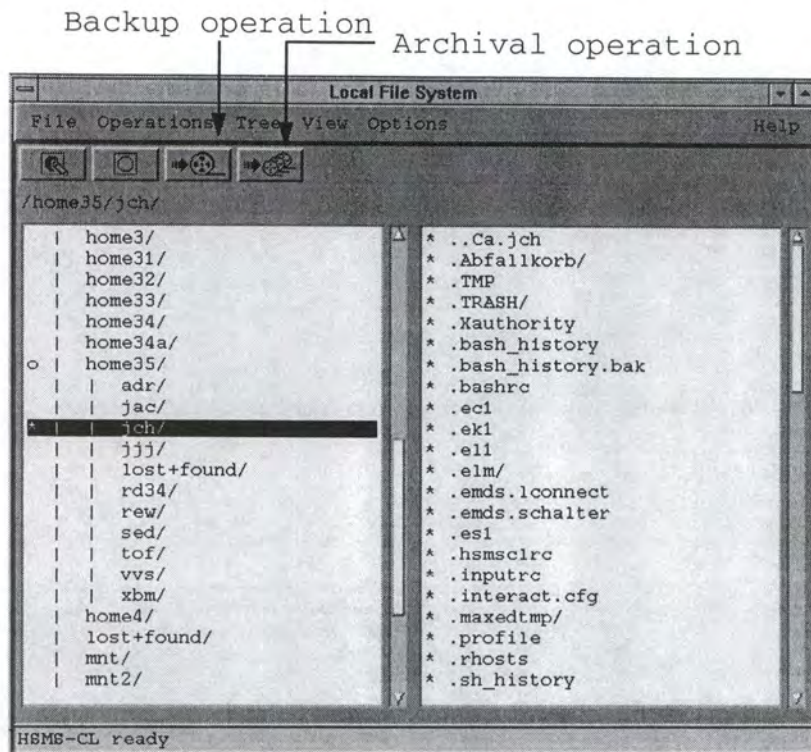 Backup operation
Archival operation
Local File System
File Operations Tree View Options Help
/home35/jch/
| home3/
| home31/
| home32/
| home33/
| home34/
| home34a/
o | home35/
| | adr/
| | jac/
* | | jch/
| | jjj/
| | lost+found/
| | rd34/
| | rew/
| | sed/
| | tof/
| | vvs/
| | xbm/
| home4/
| lost+found/
| mnt/
| mnt2/
* ..Ca.jch
* .Abfallkorb/
* .TMP
* .TRASH/
* .Xauthority
* .bash_history
* .bash_history.bak
* .bashrc
* .ec1
* .ek1
* .el1
* .elm/
* .emds.lconnect
* .emds.schalter
* .es1
* .hsmsclrc
* .inputrc
* .interact.cfg
* .maxedtmp/
* .profile
* .rhosts
* .sh_history
HSMS-CL ready